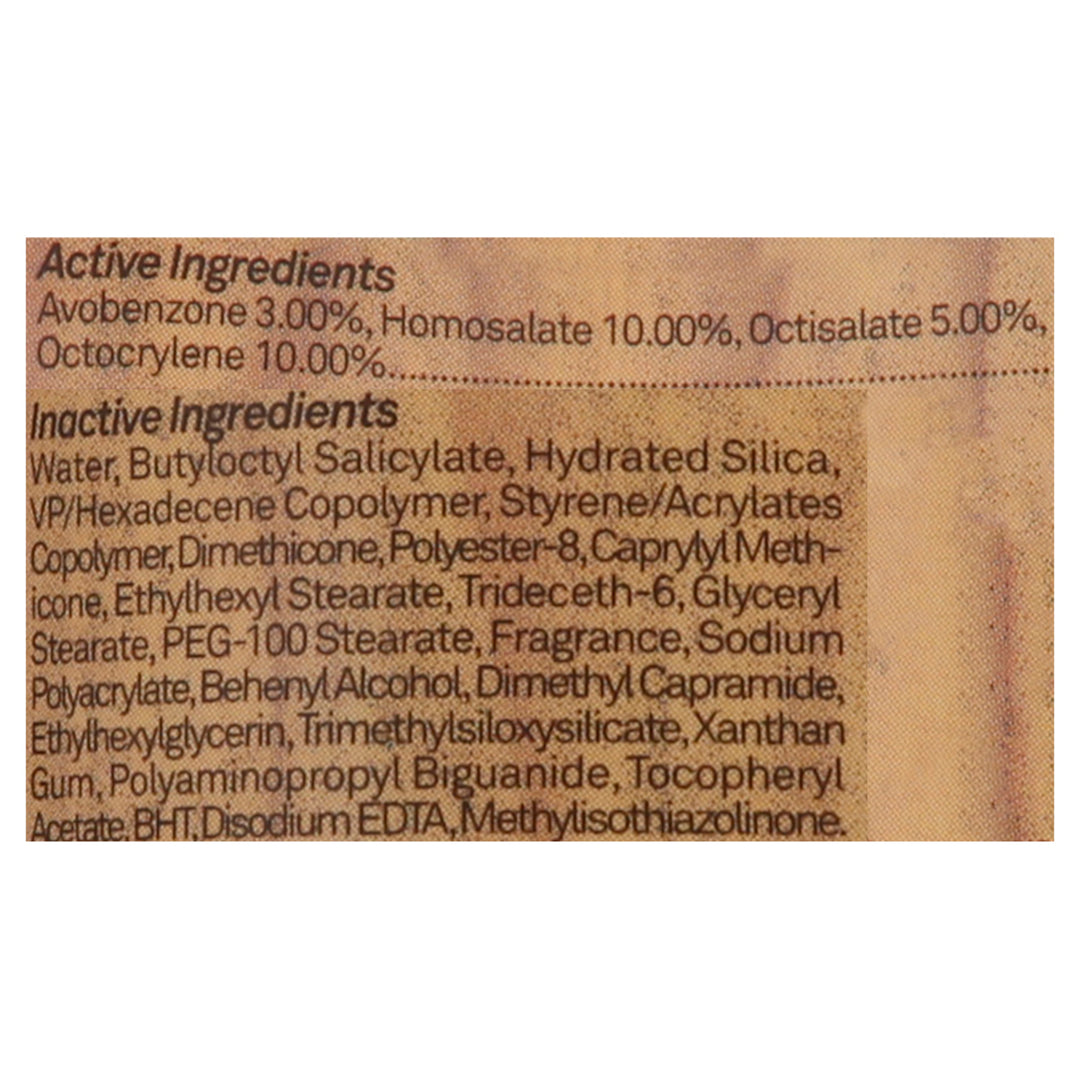 Active Ingredients
Avobenzone 3.00%, Homosalate 10.00%, Octisalate 5.00%,
Octocrylene 10.00%...............................................................
Inactive Ingredients
Water, Butyloctyl Salicylate, Hydrated Silica,
VP/Hexadecene Copolymer, Styrene/Acrylates
Copolymer, Dimethicone, Polyester-8, Caprylyl Meth-
icone, Ethylhexyl Stearate, Trideceth-6, Glyceryl
Stearate, PEG-100 Stearate, Fragrance, Sodium
Polyacrylate, Behenyl Alcohol, Dimethyl Capramide,
Ethylhexylglycerin, Trimethylsiloxysilicate, Xanthan
Gum, Polyaminopropyl Biguanide, Tocopheryl
Acetate, BHT, Disodium EDTA, Methylisothiazolinone.